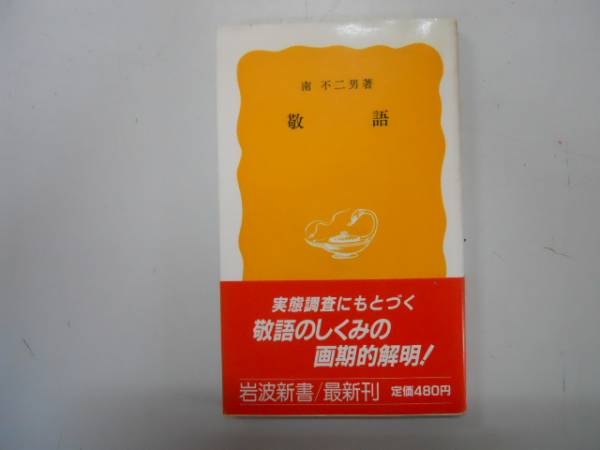 南 不二男著
敬 語
実態調査にもとづく
敬語のしくみの
画期的解明!
岩波新書/最新刊 定価480円